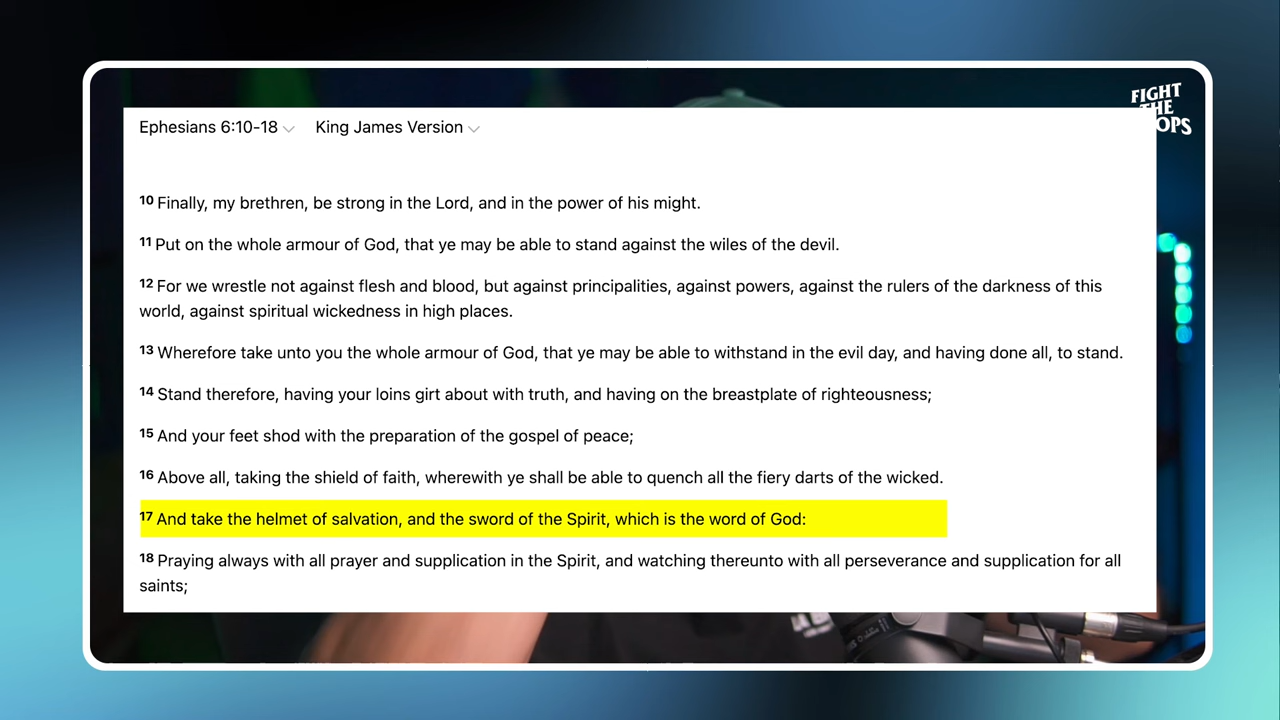 FIGHT
THE
OPS
Ephesians 6:10-18 King James Version
10 Finally, my brethren, be strong in the Lord, and in the power of his might.
11 Put on the whole armour of God, that ye may be able to stand against the wiles of the devil.
12 For we wrestle not against flesh and blood, but against principalities, against powers, against the rulers of the darkness of this
world, against spiritual wickedness in high places.
13 Wherefore take unto you the whole armour of God, that ye may be able to withstand in the evil day, and having done all, to stand.
14 Stand therefore, having your loins girt about with truth, and having on the breastplate of righteousness;
15 And your feet shod with the preparation of the gospel of peace;
16 Above all, taking the shield of faith, wherewith ye shall be able to quench all the fiery darts of the wicked.
17 And take the helmet of salvation, and the sword of the Spirit, which is the word of God:
18 Praying always with all prayer and supplication in the Spirit, and watching thereunto with all perseverance and supplication for all
saints;